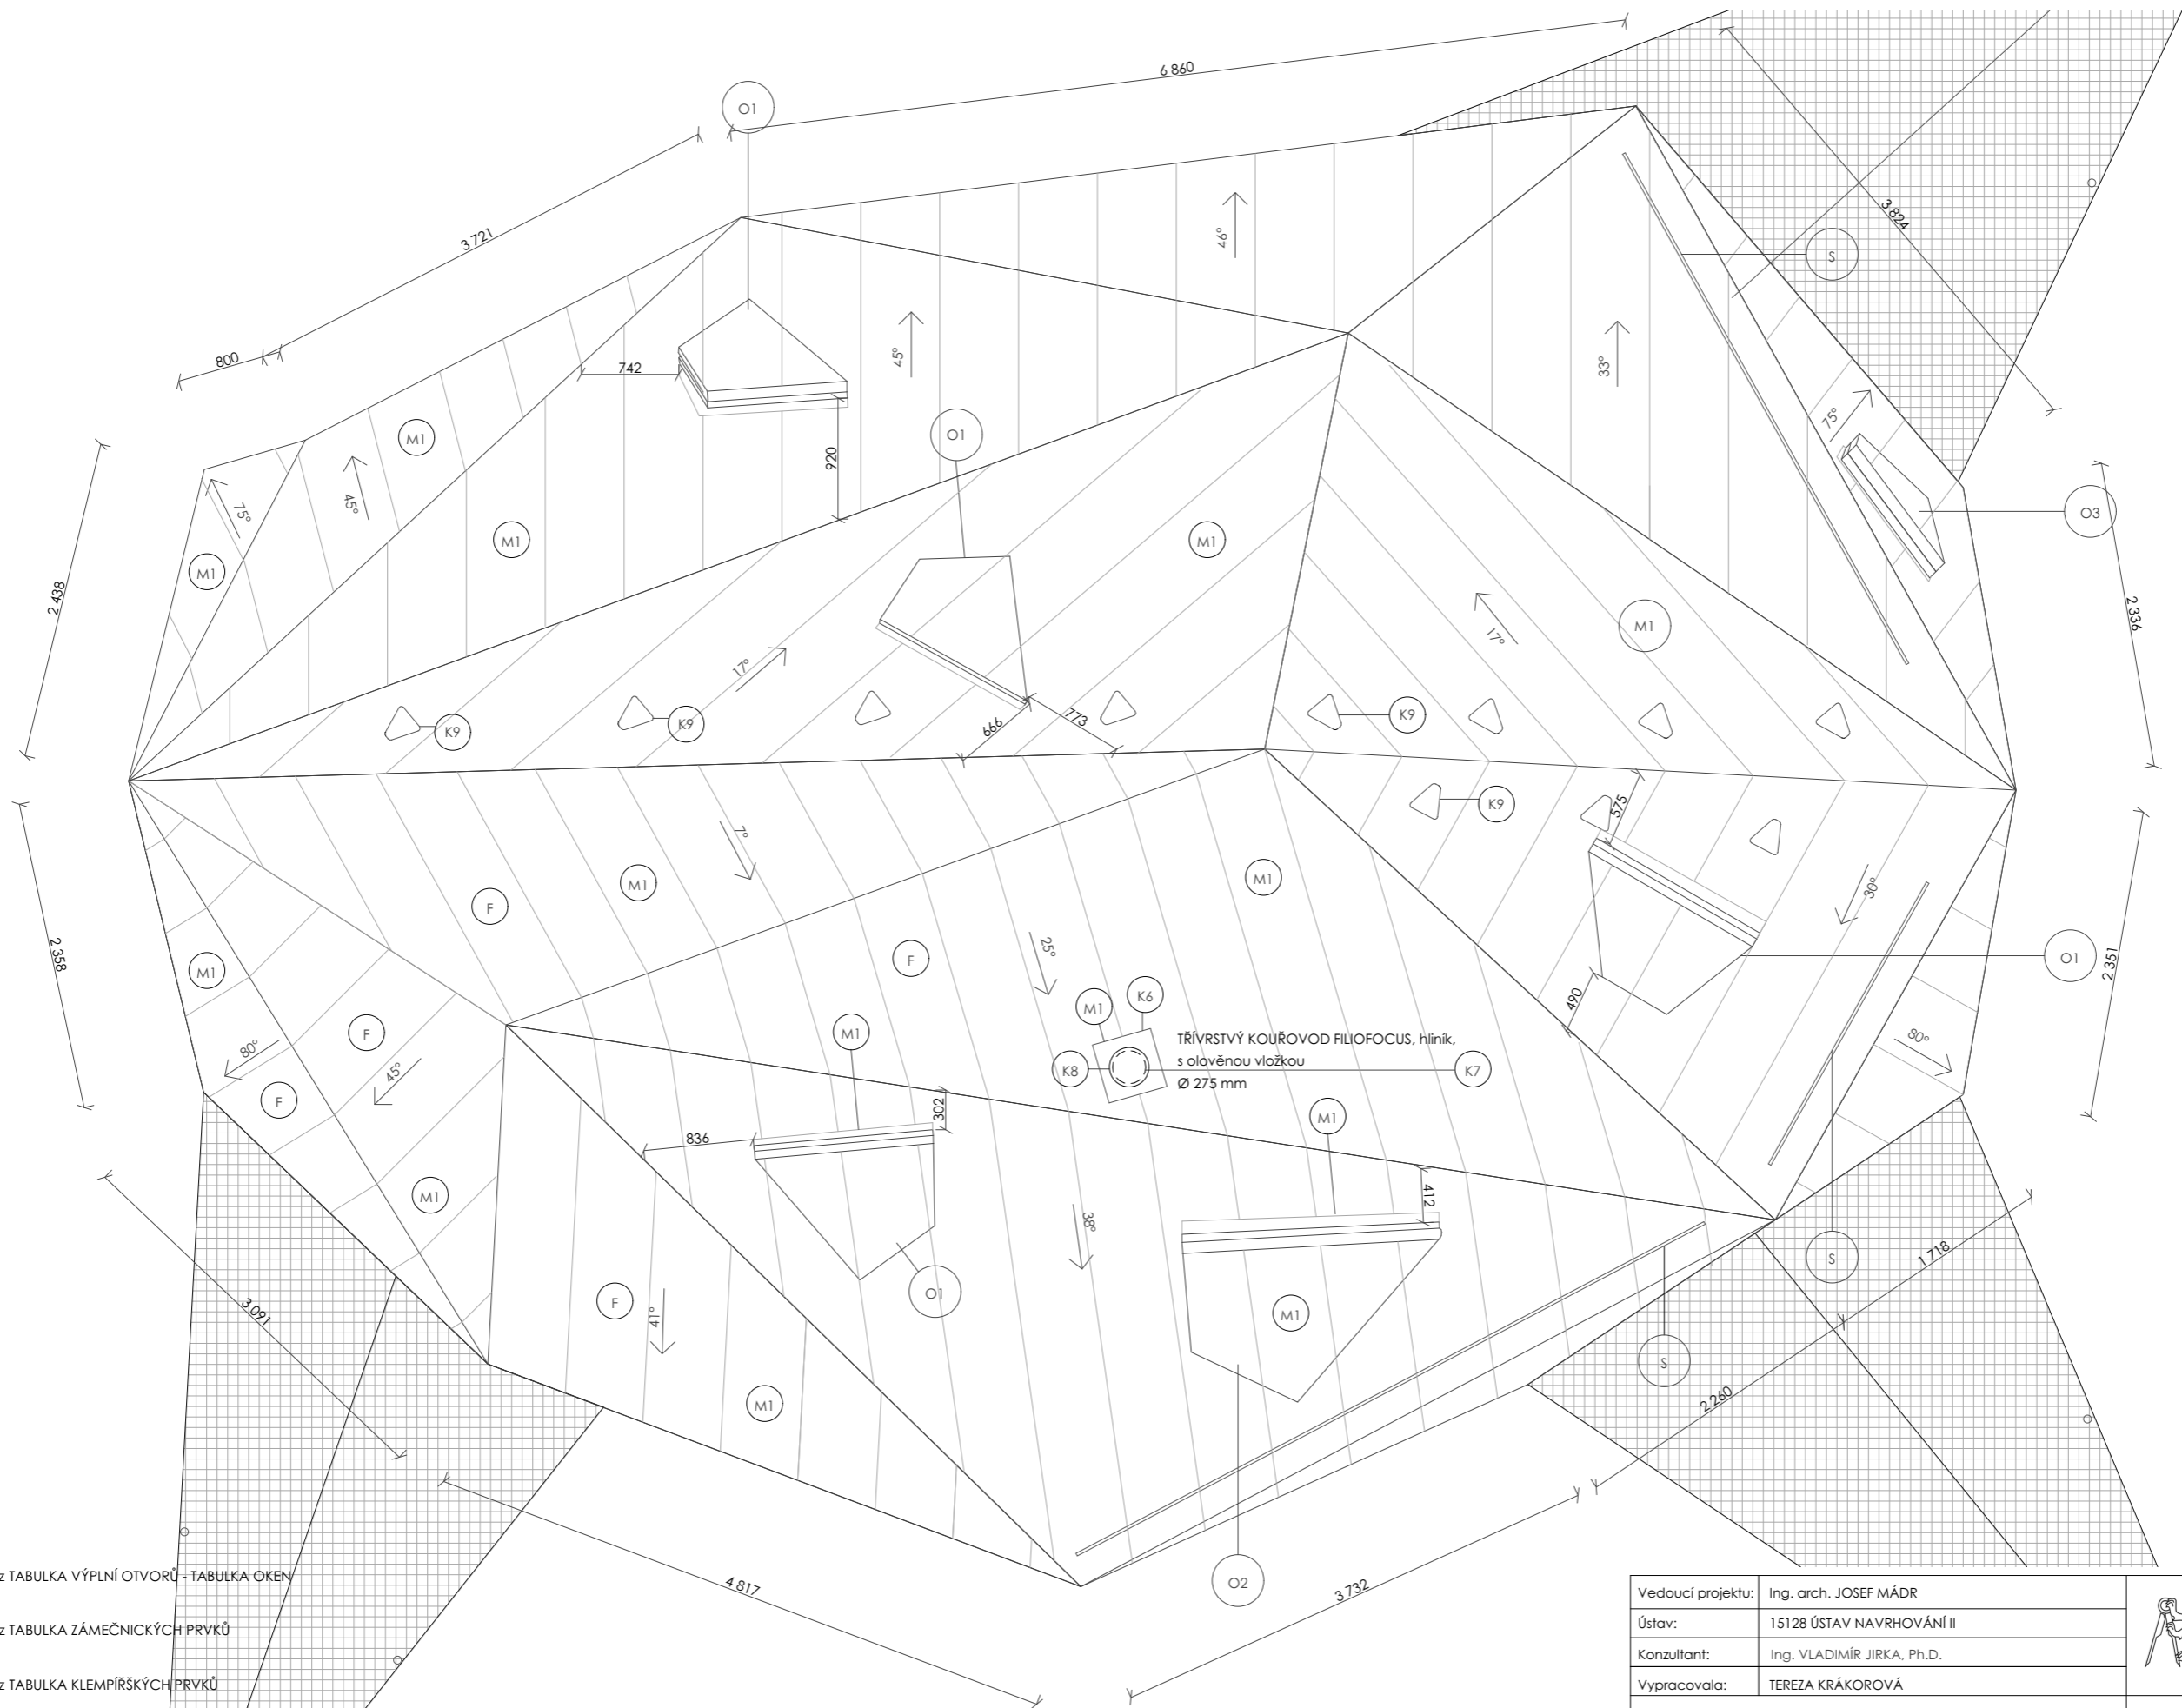 6 860
O1
3 721
3 824
S
46°
800
742
45°
33°
M1
O1
920
75°
O3
75°
45°
M1
M1
M1
2 438
2 336
M1
17°
17°
K9
K9
K9
666
773
K9
575
7°
M1
F
M1
30°
F
25°
O1
2 351
490
2 358
M1
F
M1
M1
K6
TŘÍVRSTVÝ KOUŘOVOD FILIOFOCUS, hliník,
s olověnou vložkou
Ø 275 mm
K8
K7
80°
80°
45°
F
302
836
M1
412
M1
38°
S
1 718
3 091
O1
F
41°
M1
S
M1
2 260
O2
4 817
3 732
z TABULKA VÝPLNÍ OTVORŮ - TABULKA OKEN
z TABULKA ZÁMEČNICKÝCH PRVKŮ
z TABULKA KLEMPÍŘSKÝCH PRVKŮ
Vedoucí projektu: Ing. arch. JOSEF MÁDR
Ústav: 15128 ÚSTAV NAVRHOVÁNÍ II
Konzultant: Ing. VLADIMÍR JIRKA, Ph.D.
Vypracovala: TEREZA KRÁKOROVÁ